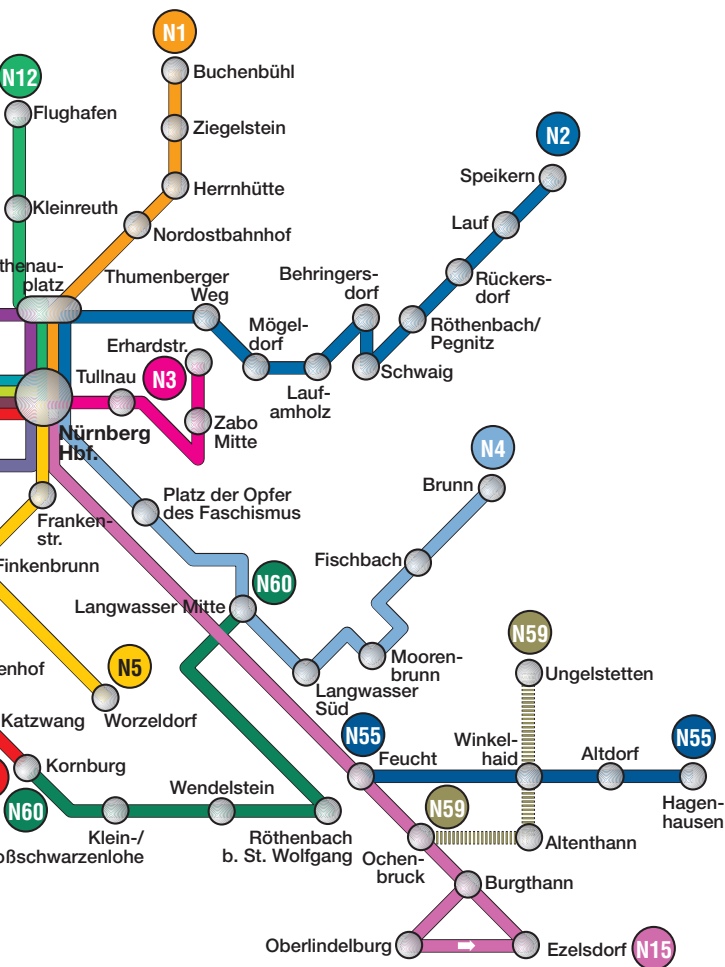 N1
N12
Buchenbühl
Flughafen
Ziegelstein
N2
Speikern
Herrnhütte
Kleinreuth
Nordostbahnhof
Lauf
thenau-
platz
Thumenberger
Weg
Behringers-
dorf
Rückers-
dorf
Mögel-
dorf
Röthenbach/
Pegnitz
Erhardstr.
Tullnau
N3
Lauf-
amholz
Schwaig
Zabo
Mitte
Nürnberg
Hbf.
N4
Brunn
Platz der Opfer
des Faschismus
Franken-
str.
Finkenbrunn
Fischbach
N60
Langwasser Mitte
N59
enhof
N5
Mooren-
brunn
Ungelstetten
Langwasser
Süd
Katzwang
Worzeldorf
N55
Feucht
Winkel-
haid
Altdorf
N55
Kornburg
Hagen-
hausen
Wendelstein
N60
N59
Klein-/
oßschwarzenlohe
Röthenbach
b. St. Wolfgang
Ochen-
bruck
Altenthann
Burgthann
Oberlindelburg
Ezelsdorf
N15